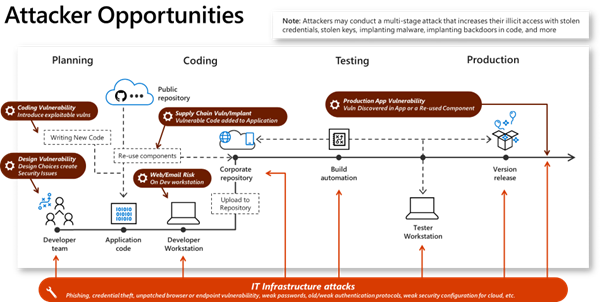 Attacker Opportunities
Note: Attackers may conduct a multi-stage attack that increases their illicit access with stolen
credentials, stolen keys, implanting malware, implanting backdoors in code, and more
Planning
Coding
Testing
Production
Public
repository
Coding Vulnerability
Introduce exploitable vulns
Supply Chain Vuln/Implant
Vulnerable Code added to Application
Production App Vulnerability
Vuln Discovered in App or a Re-used Component
Writing New Code
Re-use components
Design Vulnerability
Design Choices create
Security Issues
Web/Email Risk
On Dev workstation
Corporate
repository
Build
automation
Version
release
Upload to
Repository
010101
101010
010101
Developer
team
Application
code
Developer
Workstation
Tester
Workstation
IT Infrastructure attacks
Phishing, credential theft, unpatched browser or endpoint vulnerability, weak passwords, old/weak authentication protocols, weak security configuration for cloud, etc.